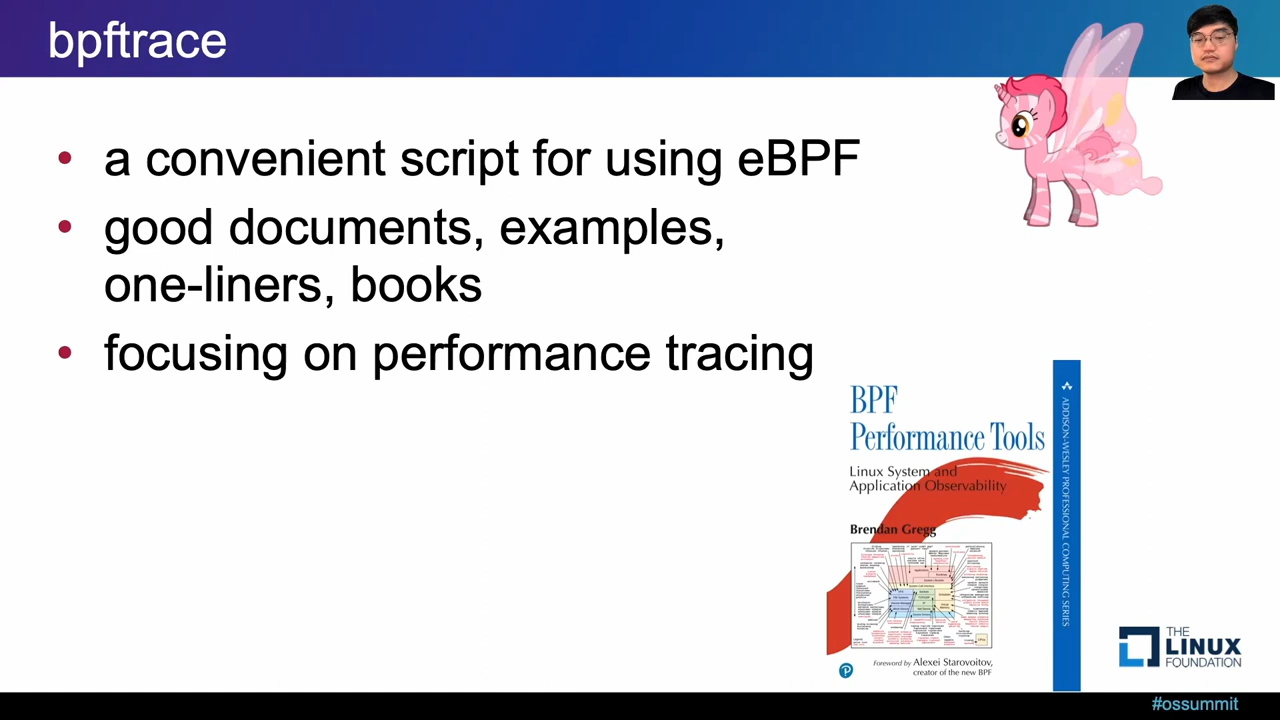 bpftrace
• a convenient script for using eBPF
• good documents, examples,
one-liners, books
• focusing on performance tracing
BPF
Performance Tools
Linux System and
Application Observability
Brendan Gregg
Foreword by Alexei Starovoitov,
creator of the new BPF
ADDISON-WESLEY PROFESSIONAL COMPUTING SERIES
THE
LINUX
FOUNDATION
#ossummit